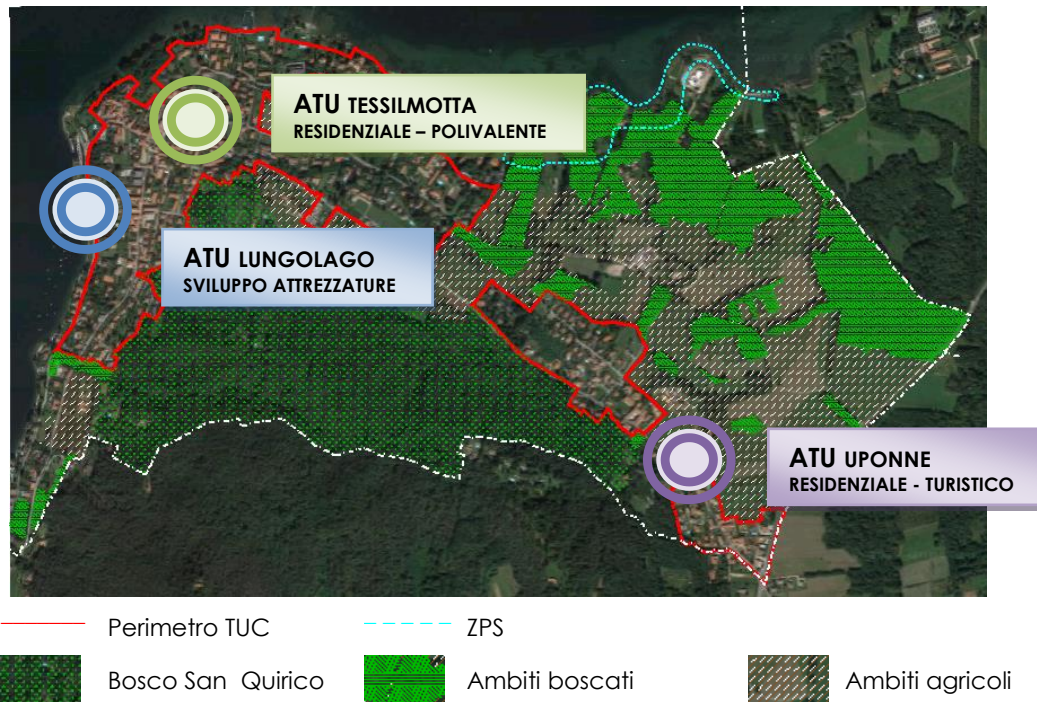 ATU TESSILMOTTA
RESIDENZIALE – POLIVALENTE
ATU LUNGOLAGO
SVILUPPO ATTREZZATURE
ATU UPONNE
RESIDENZIALE - TURISTICO
Perimetro TUC
ZPS
Bosco San Quirico
Ambiti boscati
Ambiti agricoli